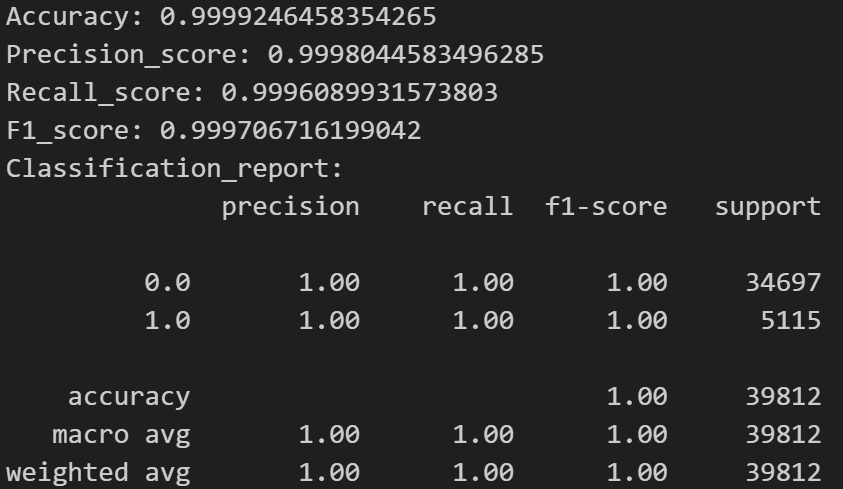 Accuracy: 0.9999246458354265
Precision_score: 0.9998044583496285
Recall_score: 0.9996089931573803
F1_score: 0.999706716199042
Classification_report:
precision recall f1-score support
0.0 1.00 1.00 1.00 34697
1.0 1.00 1.00 1.00 5115
accuracy 1.00 39812
macro avg 1.00 1.00 1.00 39812
weighted avg 1.00 1.00 1.00 39812